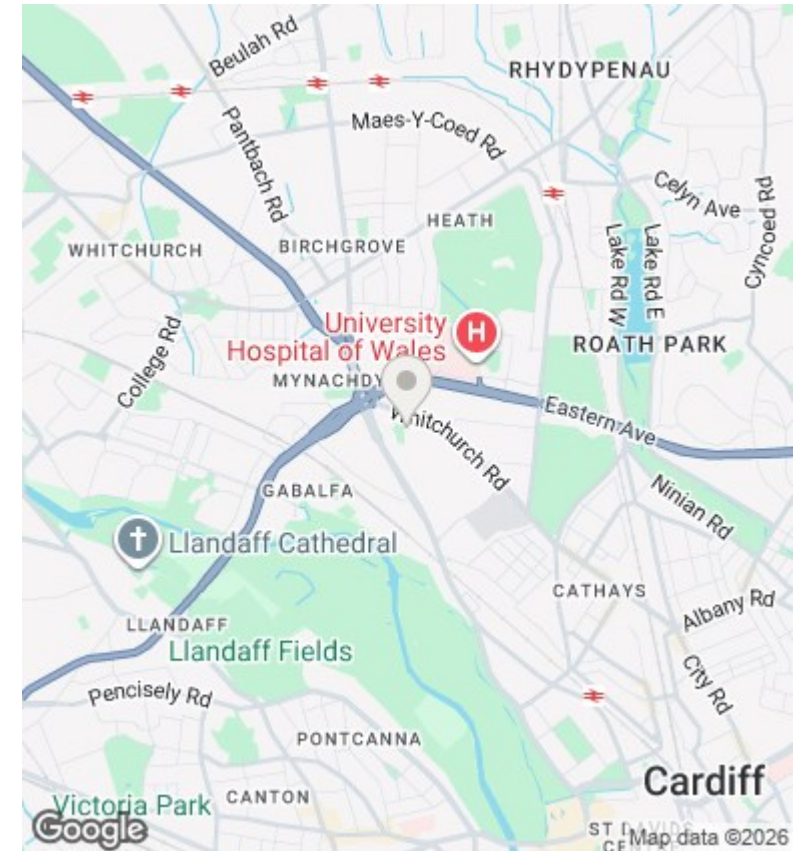 Beulah Rd
RHYDYPENAU
Pantbach Rd
Maes-Y-Coed Rd
Celyn Ave
Cyncoed Rd
HEATH
WHITCHURCH
BIRCHGROVE
Lake Rd W
Lake Rd E
University
Hospital of Wales
H
ROATH PARK
College Rd
Whitchurch Rd
Eastern Ave
GABALFA
Ninian Rd
Llandaff Cathedral
CATHAYS
Albany Rd
LLANDAFF
Llandaff Fields
City Rd
Pencisely Rd
PONTCANNA
Cardiff
Victoria Park
CANTON
Google
Map data ©2026